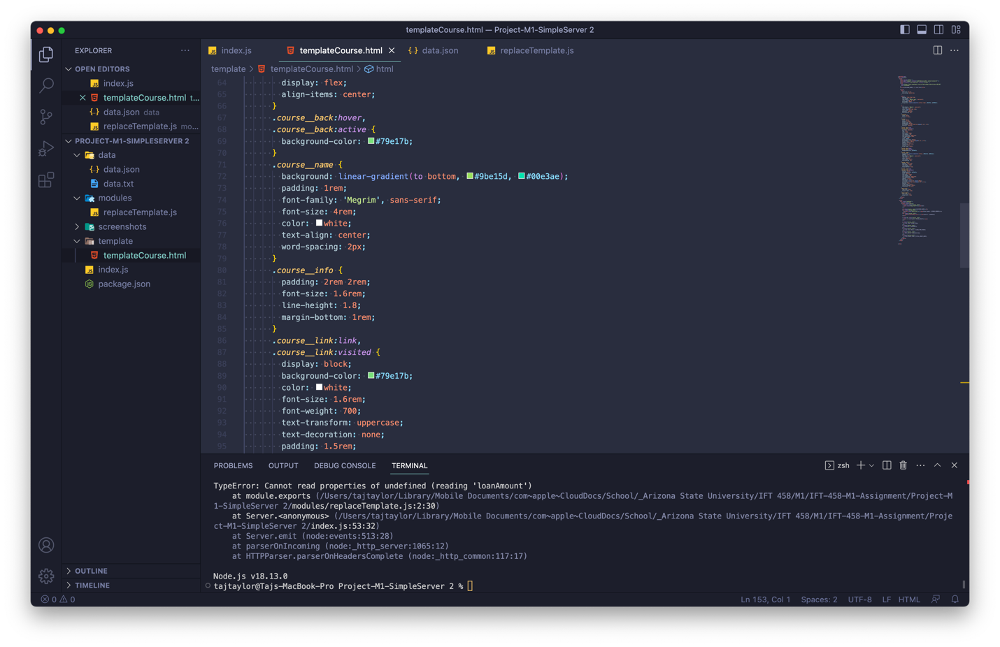 templateCourse.html — Project-M1-SimpleServer 2
EXPLORER
OPEN EDITORS
index.js
templateCourse.html t...
data.json data
replaceTemplate.js mo...
PROJECT-M1-SIMPLESERVER 2
data
data.json
data.txt
modules
replaceTemplate.js
screenshots
template
templateCourse.html
index.js
package.json
OUTLINE
TIMELINE
index.js
templateCourse.html
data.json
replaceTemplate.js
template > templateCourse.html > html
64 display: flex;
65 align-items: center;
66 }
67 .course__back:hover,
68 .course__back:active {
69 background-color: #79e17b;
70 }
71 .course__name {
72 background: linear-gradient(to bottom, #9be15d, #00e3ae);
73 padding: 1rem;
74 font-family: 'Megrim', sans-serif;
75 font-size: 4rem;
76 color: white;
77 text-align: center;
78 word-spacing: 2px;
79 }
80 .course__info {
81 padding: 2rem 2rem;
82 font-size: 1.6rem;
83 line-height: 1.8;
84 margin-bottom: 1rem;
85 }
86 .course__link:link,
87 .course__link:visited {
88 display: block;
89 background-color: #79e17b;
90 color: white;
91 font-size: 1.6rem;
92 font-weight: 700;
93 text-transform: uppercase;
94 text-decoration: none;
95 padding: 1.5rem;
PROBLEMS OUTPUT DEBUG CONSOLE TERMINAL
zsh
TypeError: Cannot read properties of undefined (reading 'loanAmount')
at module.exports (/Users/tajtaylor/Library/Mobile Documents/com~apple~CloudDocs/School/_Arizona State University/IFT 458/M1/IFT-458-M1-Assignment/Project-M
1-SimpleServer 2/modules/replaceTemplate.js:2:30)
at Server.<anonymous> (/Users/tajtaylor/Library/Mobile Documents/com~apple~CloudDocs/School/_Arizona State University/IFT 458/M1/IFT-458-M1-Assignment/Proje
ct-M1-SimpleServer 2/index.js:53:32)
at Server.emit (node:events:513:28)
at parserOnIncoming (node:_http_server:1065:12)
at HTTPParser.parserOnHeadersComplete (node:_http_common:117:17)
Node.js v18.13.0
tajtaylor@Tajs-MacBook-Pro Project-M1-SimpleServer 2 %
0 0
Ln 153, Col 1 Spaces: 2 UTF-8 LF HTML